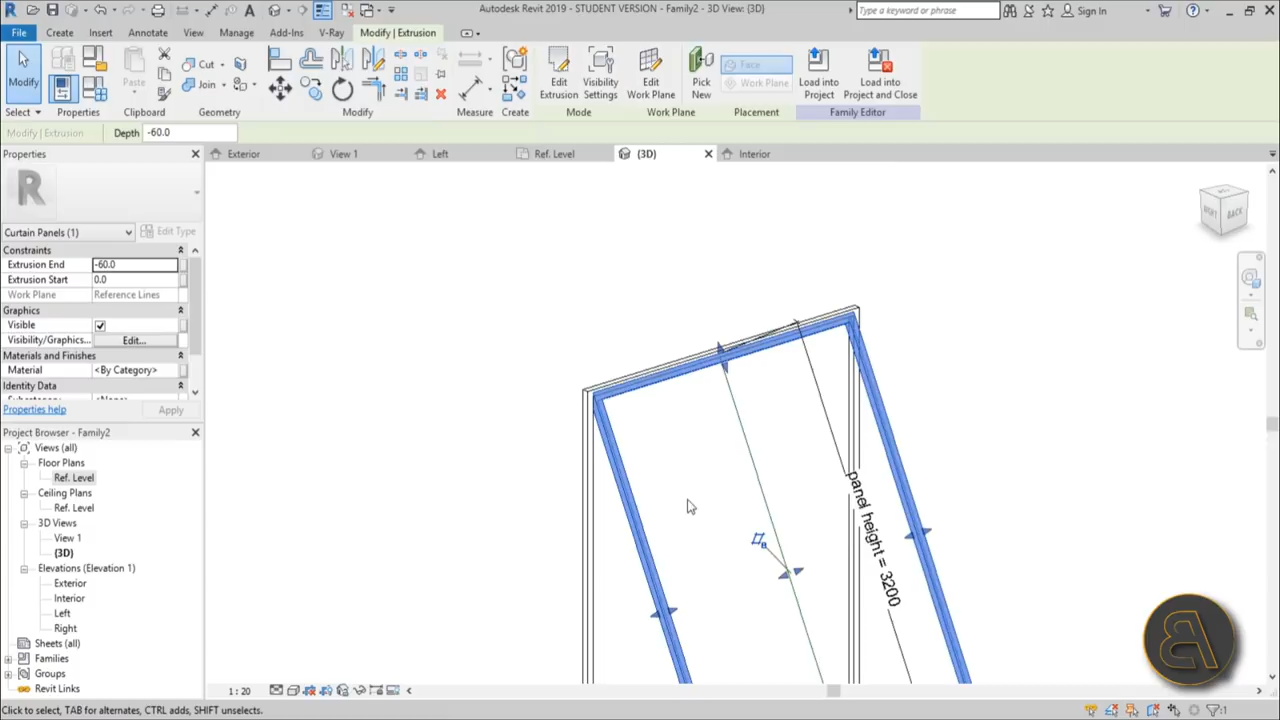 Autodesk Revit 2019 - STUDENT VERSION - Family2 - 3D View: {3D}
Type a keyword or phrase
Sign In
File Create Insert Annotate View Manage Add-Ins V-Ray Modify | Extrusion
Modify
Paste
Cut
Join
Edit Extrusion
Visibility Settings
Edit Work Plane
Pick New
Face
Work Plane
Load into Project
Load into Project and Close
Select Properties Clipboard Geometry Modify Measure Create Mode Work Plane Placement Family Editor
Modify | Extrusion Depth -60.0
Properties
Exterior View 1 Left Ref. Level {3D} Interior
R
Curtain Panels (1) Edit Type
Constraints
Extrusion End -60.0
Extrusion Start 0.0
Work Plane Reference Lines
Graphics
Visible
Visibility/Graphics... Edit...
Materials and Finishes
Material <By Category>
Identity Data
Properties help Apply
Project Browser - Family2
Views (all)
Floor Plans
Ref. Level
Ceiling Plans
Ref. Level
3D Views
View 1
{3D}
Elevations (Elevation 1)
Exterior
Interior
Left
Right
Sheets (all)
Families
Groups
Revit Links
panel height = 3200
BACK
1 : 20
Click to select, TAB for alternates, CTRL adds, SHIFT unselects.
:1